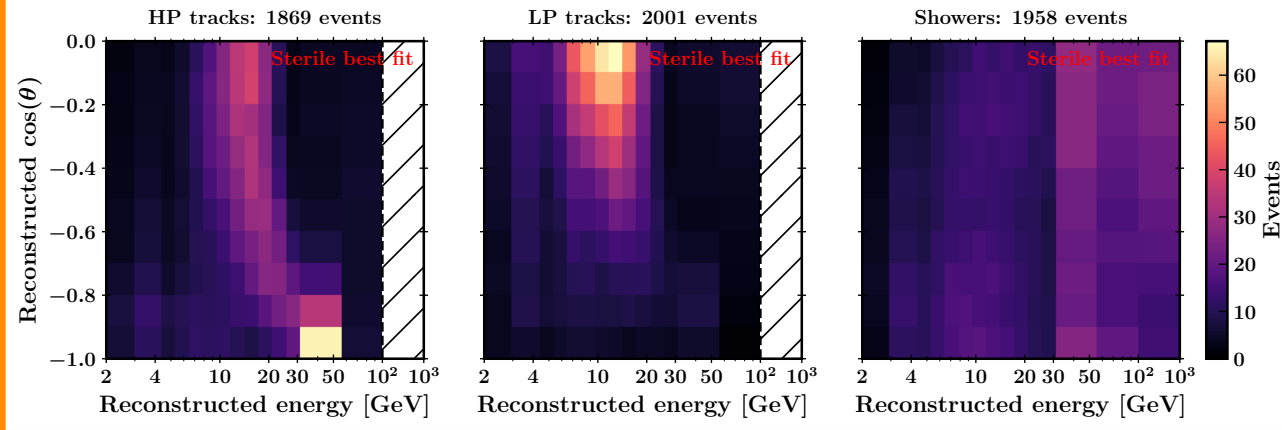 HP tracks: 1869 events
LP tracks: 2001 events
Showers: 1958 events
Sterile best fit
Sterile best fit
Sterile best fit
Reconstructed cos(θ)
0.0
−0.2
−0.4
−0.6
−0.8
−1.0
2 4 10 20 30 10² 10³
2 4 10 20 30 10² 10³
2 4 10 20 30 10² 10³
Reconstructed energy [GeV]
Reconstructed energy [GeV]
Reconstructed energy [GeV]
60
50
40
30
20
10
0
Events